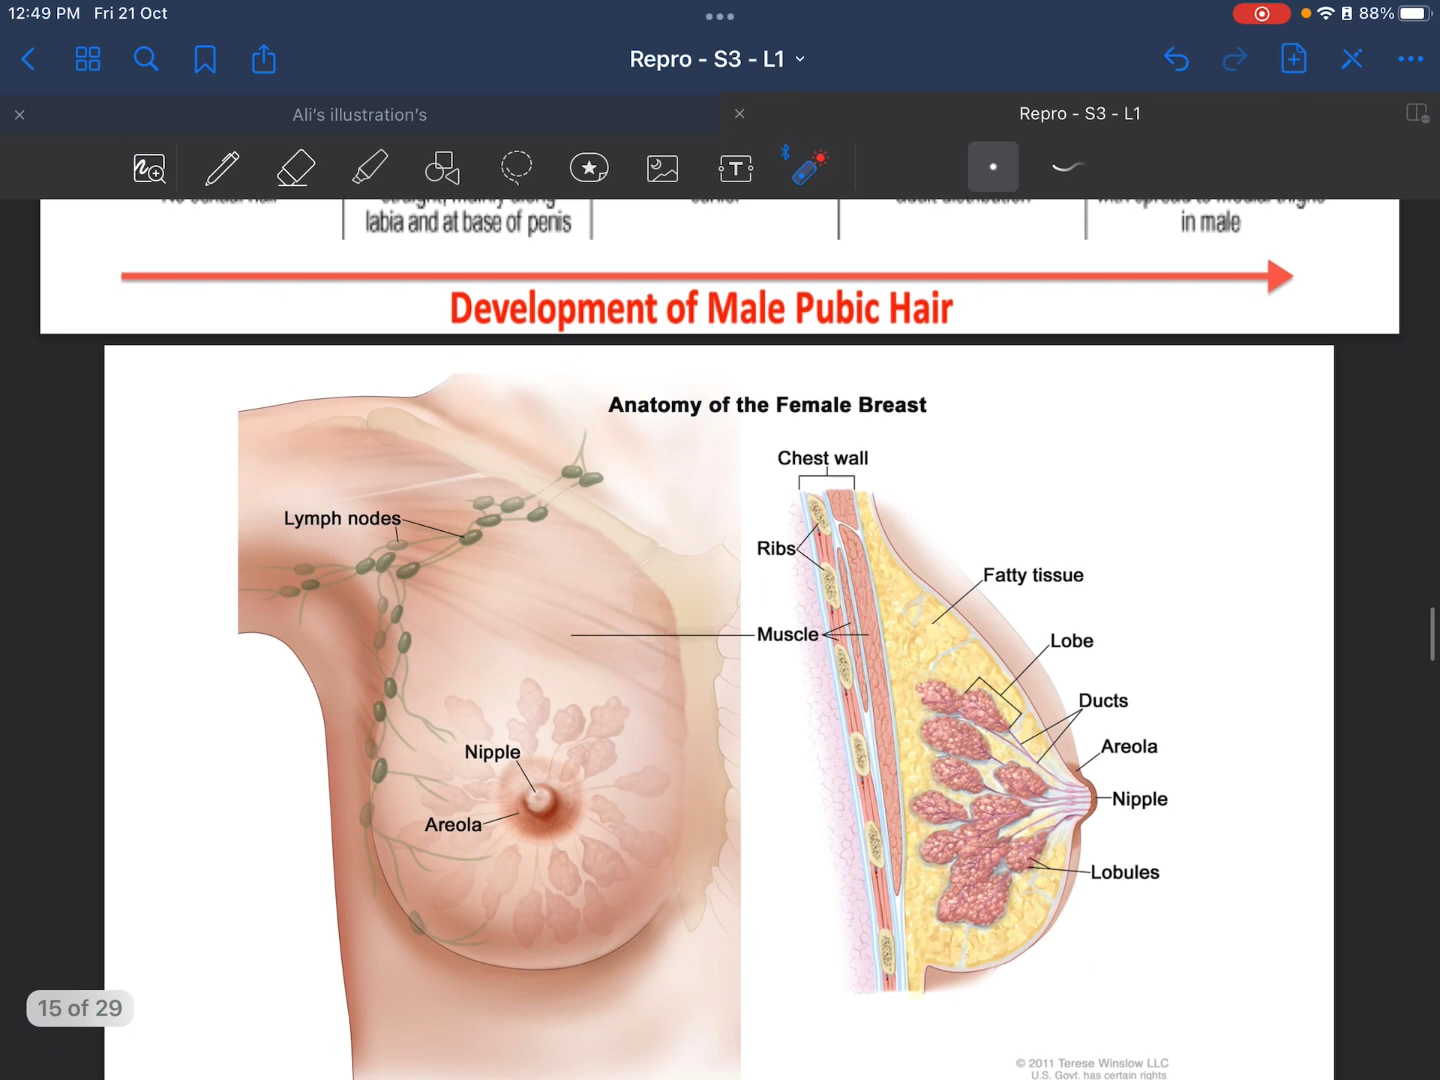 12:49 PM Fri 21 Oct
88%
Repro - S3 - L1
Ali's illustration's
Repro - S3 - L1
labia and at base of penis
in male
Development of Male Pubic Hair
Anatomy of the Female Breast
Chest wall
Lymph nodes
Ribs
Fatty tissue
Muscle
Lobe
Ducts
Nipple
Areola
Areola
Nipple
Lobules
15 of 29
© 2011 Terese Winslow LLC
U.S. Govt. has certain rights